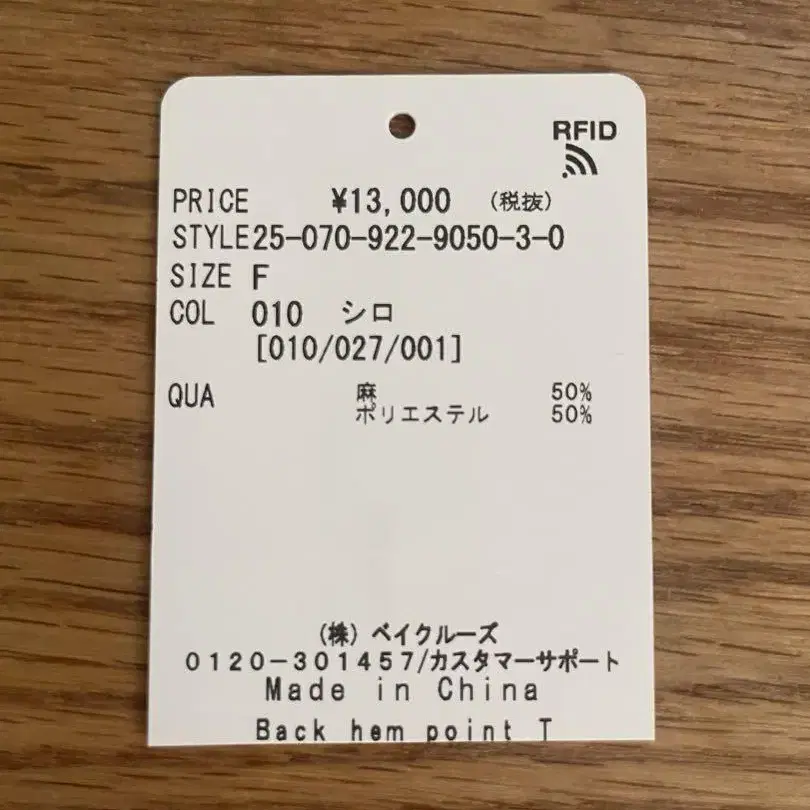 RFID
PRICE ¥13,000 (税抜)
STYLE25-070-922-9050-3-0
SIZE F
COL 010 シロ
[010/027/001]
QUA 麻 50%
ポリエステル 50%
(株) ベイクルーズ
0120-301457/カスタマーサポート
Made in China
Back hem point T